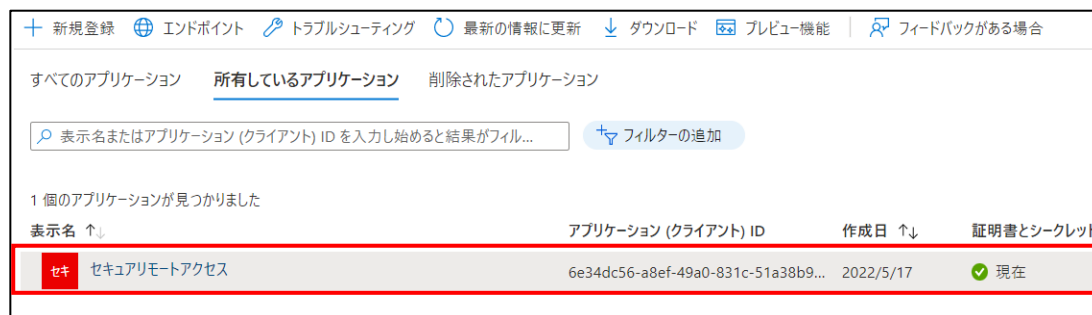 + 新規登録 エンドポイント トラブルシューティング 最新の情報に更新 ダウンロード プレビュー機能 フィードバックがある場合
すべてのアプリケーション 所有しているアプリケーション 削除されたアプリケーション
表示名またはアプリケーション (クライアント) ID を入力し始めると結果がフィル... フィルターの追加
1 個のアプリケーションが見つかりました
表示名 ↑↓ アプリケーション (クライアント) ID 作成日 ↑↓ 証明書とシークレット
セキ セキュアリモートアクセス 6e34dc56-a8ef-49a0-831c-51a38b9... 2022/5/17 現在